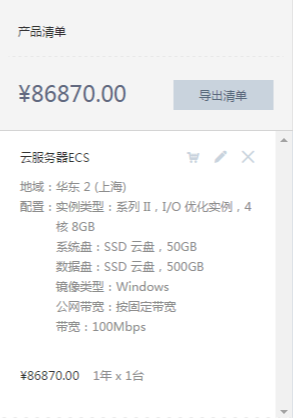 产品清单
¥86870.00
导出清单
云服务器ECS
地域：华东 2 (上海)
配置：实例类型：系列 II，I/O 优化实例，4
核 8GB
系统盘：SSD 云盘，50GB
数据盘：SSD 云盘，500GB
镜像类型：Windows
公网带宽：按固定带宽
带宽：100Mbps
¥86870.00 1年 x 1台